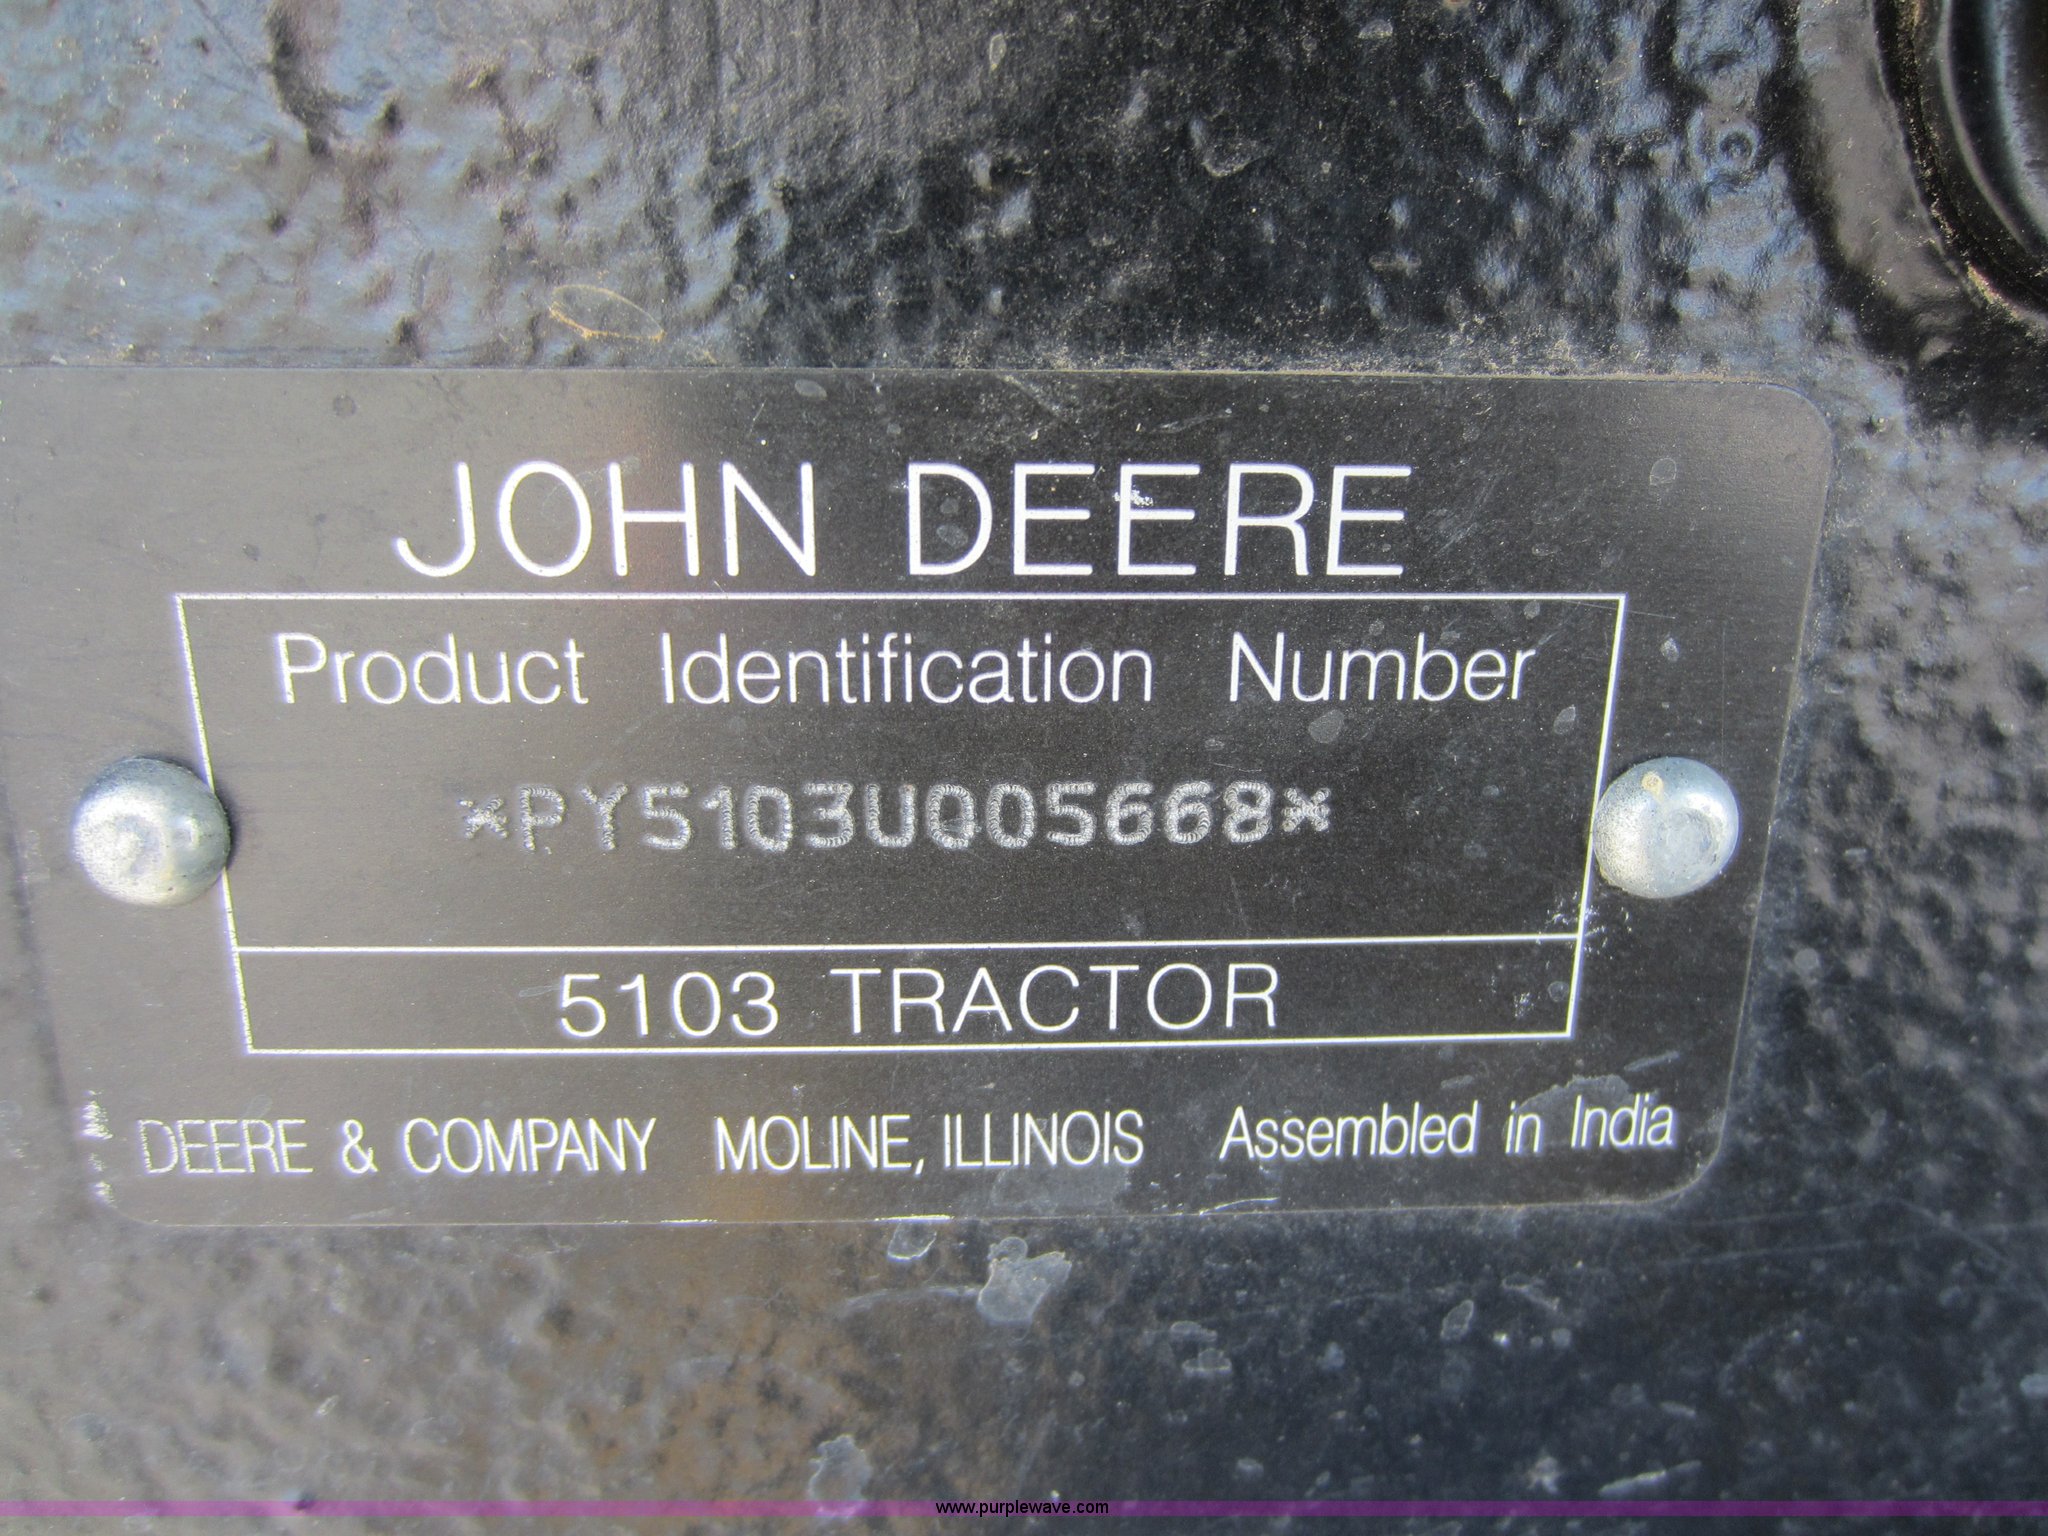 JOHN DEERE
Product Identification Number
*PY5103U005668*
5103 TRACTOR
DEERE & COMPANY MOLINE, ILLINOIS Assembled in India
www.purplewave.com